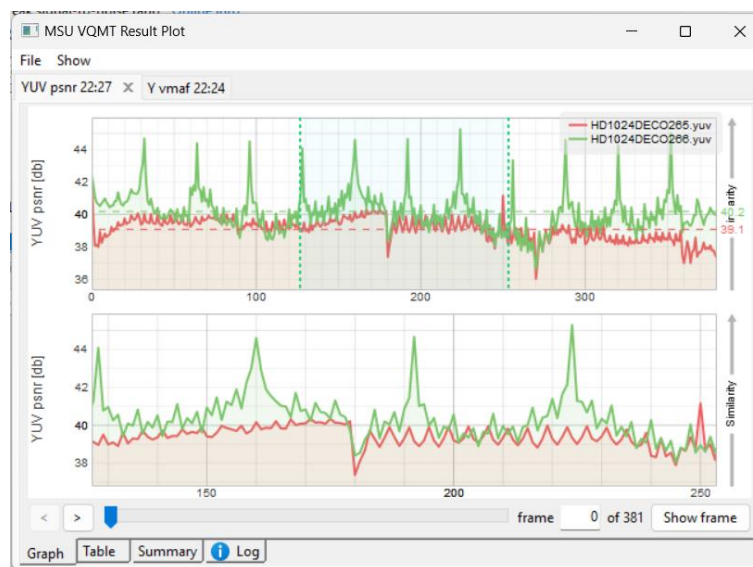 MSU VQMT Result Plot
File Show
YUV psnr 22:27 Y vmaf 22:24
HD1024DECO265.yuv
HD1024DECO266.yuv
YUV psnr [db]
44
42
40
38
36
40.2
39.1
0 100 200 300
YUV psnr [db]
44
42
40
38
Similarity
150 200 250
< > frame 0 of 381 Show frame
Graph Table Summary Log